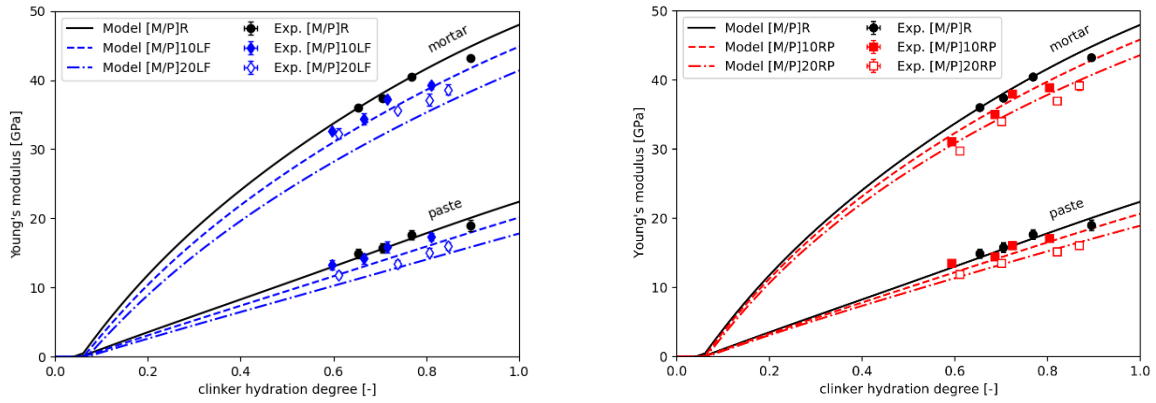 Young's modulus [GPa]
50
40
30
20
10
0
Model [M/P]R
Model [M/P]10LF
Model [M/P]20LF
Exp. [M/P]R
Exp. [M/P]10LF
Exp. [M/P]20LF
mortar
paste
0.0 0.2 0.4 0.6 0.8 1.0
clinker hydration degree [-]
Young's modulus [GPa]
50
40
30
20
10
0
Model [M/P]R
Model [M/P]10RP
Model [M/P]20RP
Exp. [M/P]R
Exp. [M/P]10RP
Exp. [M/P]20RP
mortar
paste
0.0 0.2 0.4 0.6 0.8 1.0
clinker hydration degree [-]